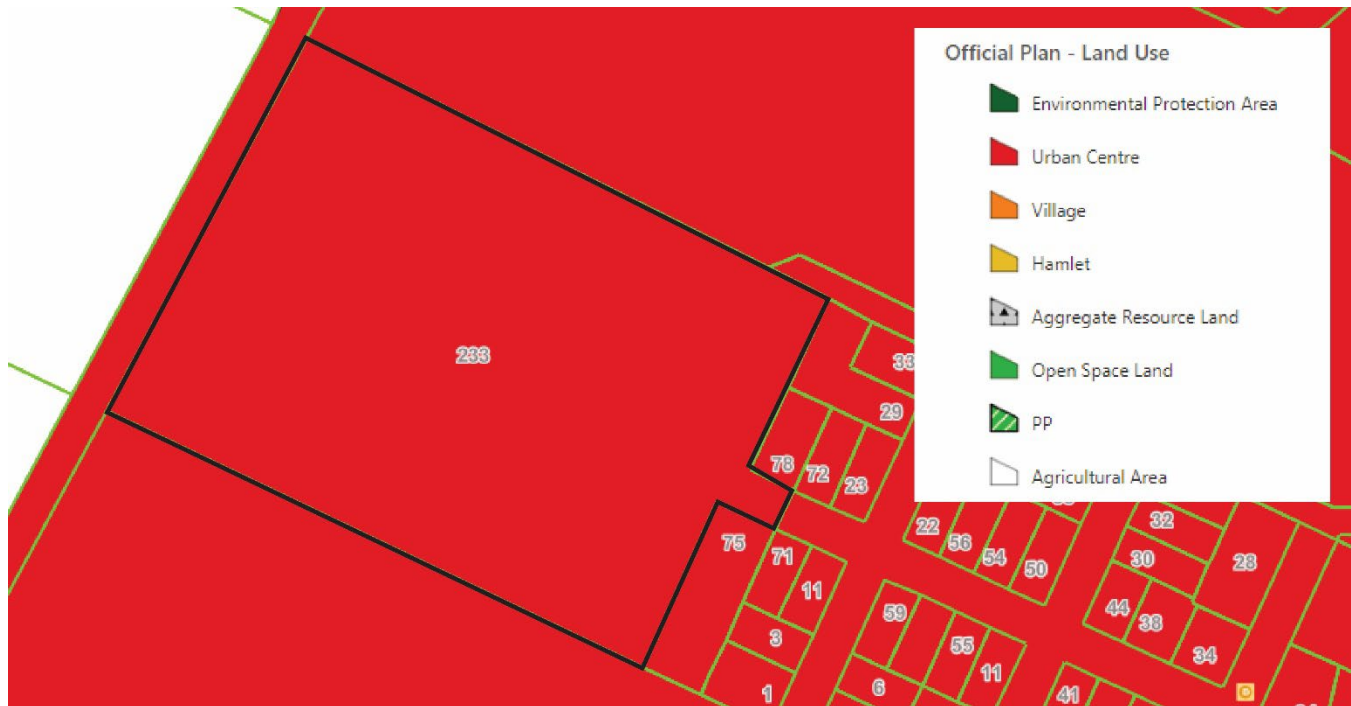 Official Plan - Land Use
Environmental Protection Area
Urban Centre
Village
Hamlet
Aggregate Resource Land
Open Space Land
PP
Agricultural Area
233
33
29
78
72
23
75
71
11
3
1
22
56
54
50
32
30
28
44
38
34
59
55
11
6
41